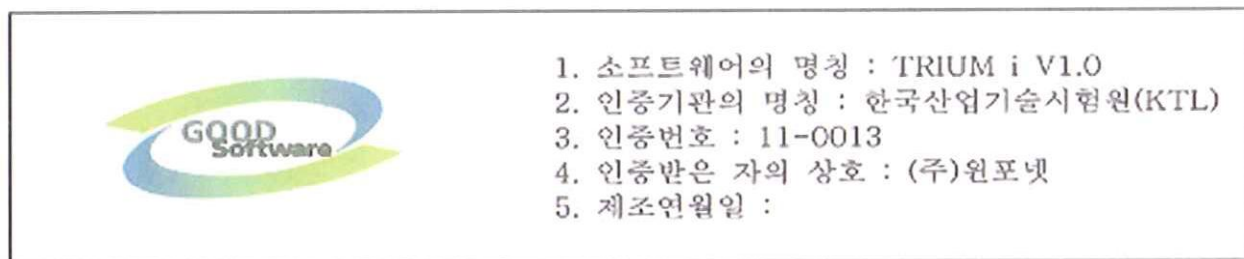 GOOD
Software
1. 소프트웨어의 명칭 : TRIUM i V1.0
2. 인증기관의 명칭 : 한국산업기술시험원(KTL)
3. 인증번호 : 11-0013
4. 인증받은 자의 상호 : (주)윈포넷
5. 제조연월일 :